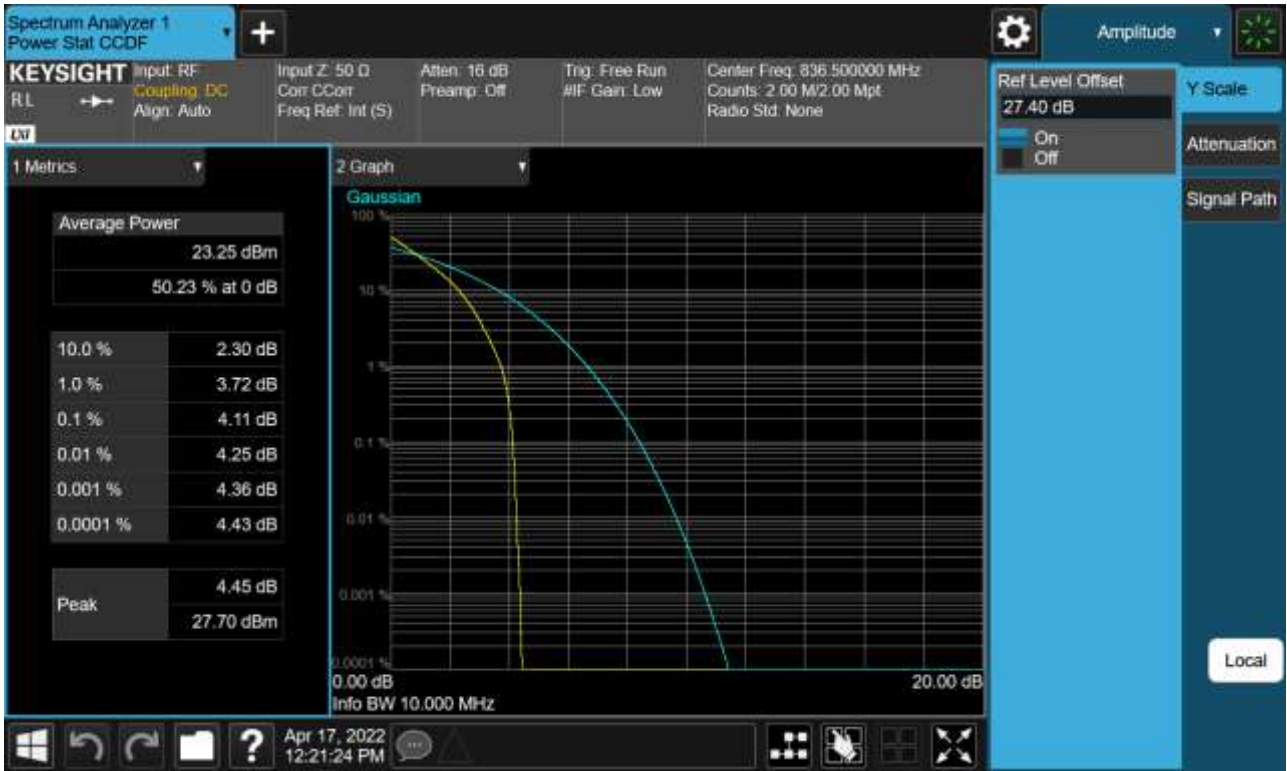 Spectrum Analyzer 1
Power Stat CCDF
+
Amplitude
KEYSIGHT
RL
LXI
Input: RF
Coupling: DC
Align: Auto
Input Z: 50 Ω
Corr CCorr
Freq Ref: Int (S)
Atten: 16 dB
Preamp: Off
Trig: Free Run
#IF Gain: Low
Center Freq: 836.500000 MHz
Counts: 2.00 M/2.00 Mpt
Radio Std: None
Ref Level Offset
27.40 dB
On
Off
Y Scale
Attenuation
Signal Path
1 Metrics
Average Power
23.25 dBm
50.23 % at 0 dB
10.0 % 2.30 dB
1.0 % 3.72 dB
0.1 % 4.11 dB
0.01 % 4.25 dB
0.001 % 4.36 dB
0.0001 % 4.43 dB
Peak
4.45 dB
27.70 dBm
2 Graph
Gaussian
100 %
10 %
1 %
0.1 %
0.01 %
0.001 %
0.0001 %
0.00 dB 20.00 dB
Info BW 10.000 MHz
Local
?
Apr 17, 2022
12:21:24 PM